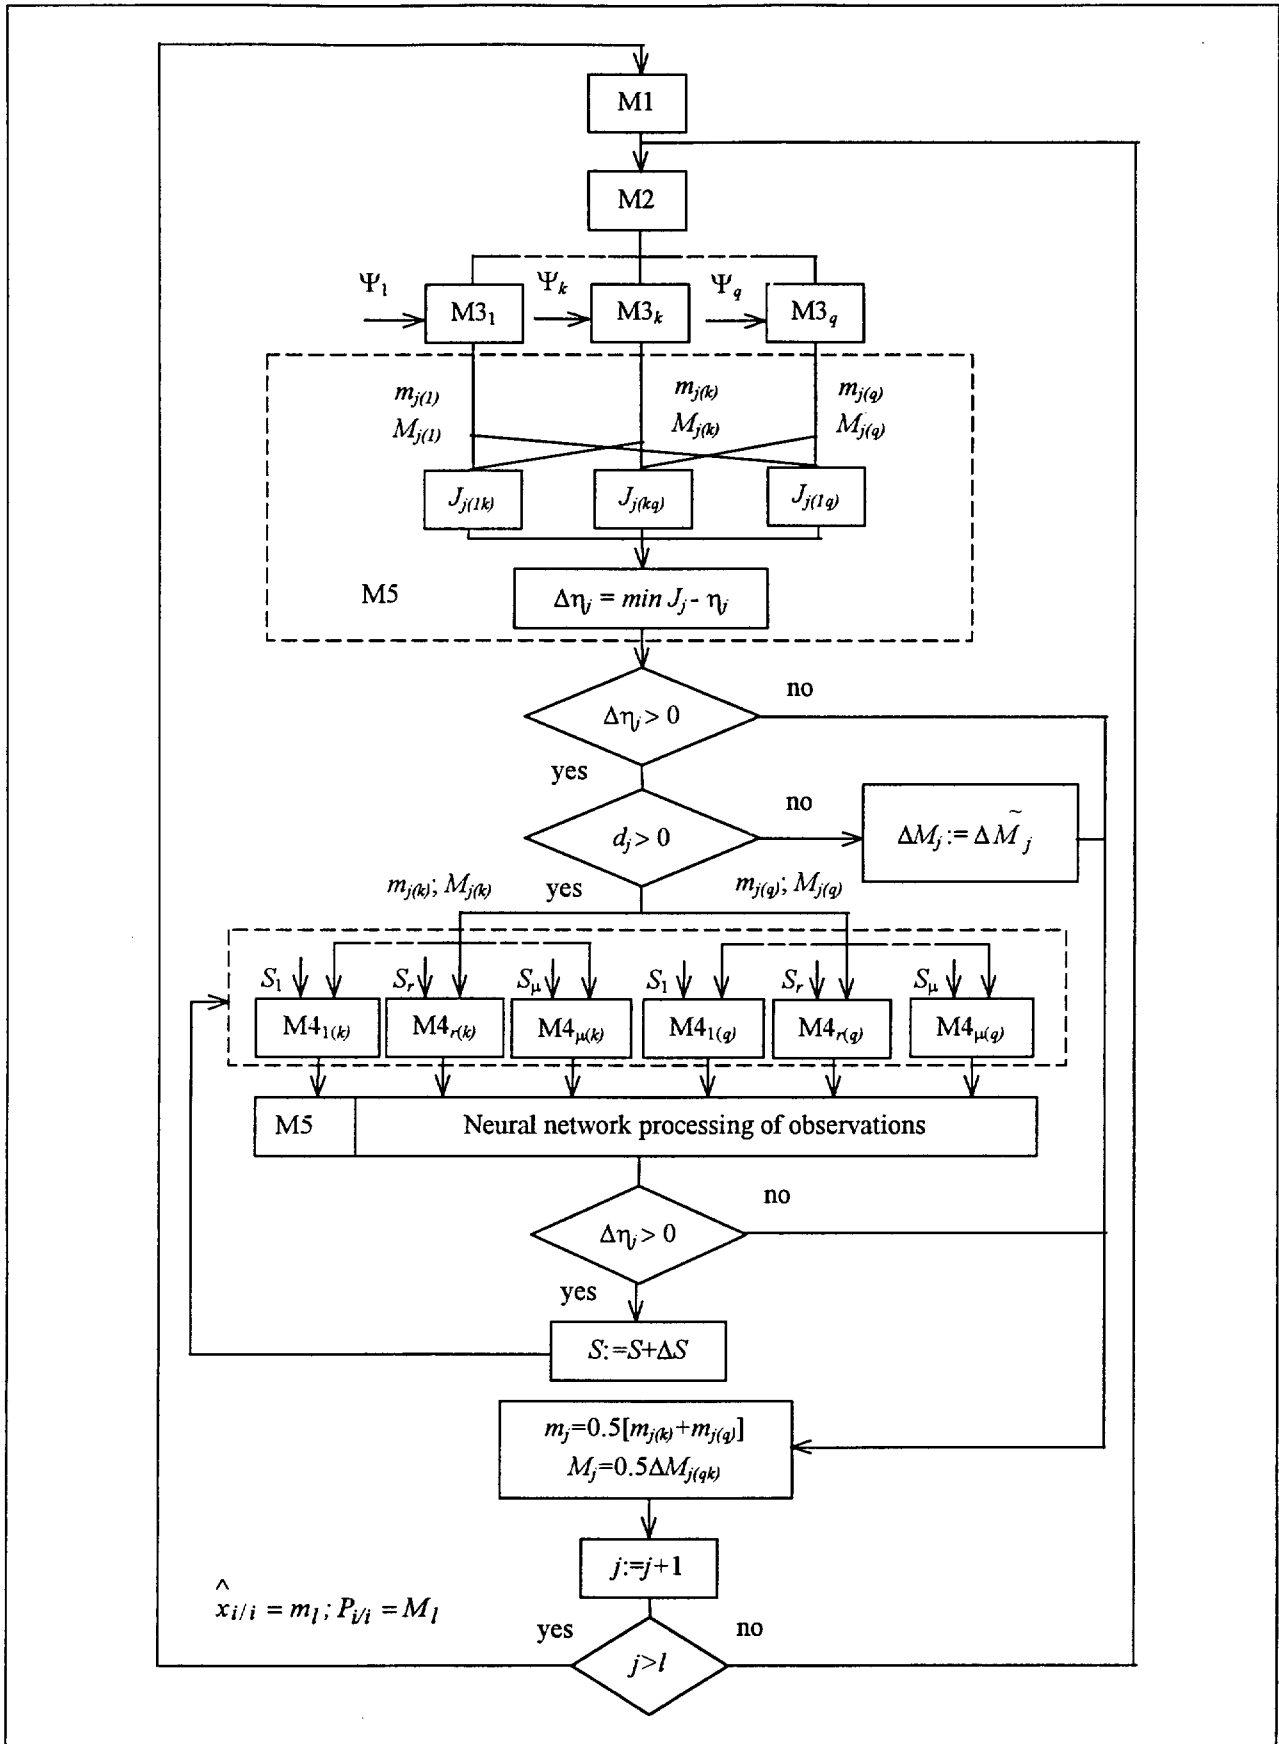 M1
M2
Ψ1 Ψk Ψq
M31 M3k M3q
mj(1) mj(k) mj(q)
Mj(1) Mj(k) Mj(q)
Jj(1k) Jj(kq) Jj(1q)
M5 Δηj = min Jj - ηj
no
Δηj > 0
yes
no
dj > 0 ΔMj := ΔM̃j
mj(k); Mj(k) yes mj(q); Mj(q)
S1 Sr Sμ S1 Sr Sμ
M41(k) M4r(k) M4μ(k) M41(q) M4r(q) M4μ(q)
M5 Neural network processing of observations
no
Δηj > 0
yes
S:=S+ΔS
mj=0.5[mj(k)+mj(q)]
Mj=0.5ΔMj(qk)
j:=j+1
x̂i/i = ml; Pi/i = Ml
yes no
j>l